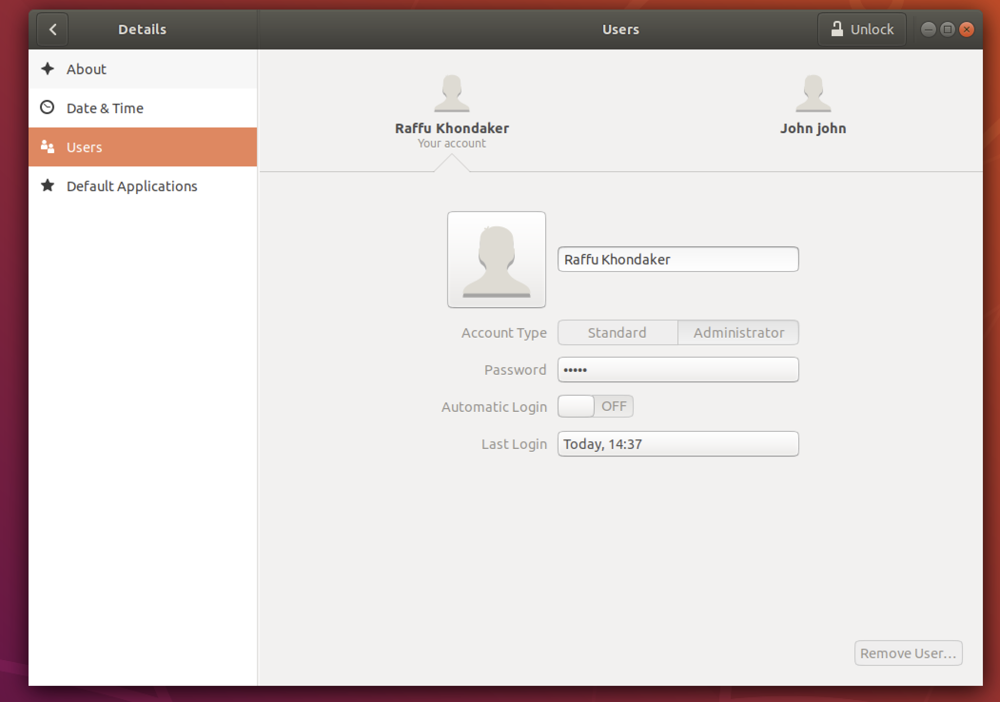 Details
Users
Unlock
About
Date & Time
Users
Default Applications
Raffu Khondaker
Your account
John john
Raffu Khondaker
Account Type
Standard
Administrator
Password
•••••
Automatic Login
OFF
Last Login
Today, 14:37
Remove User...